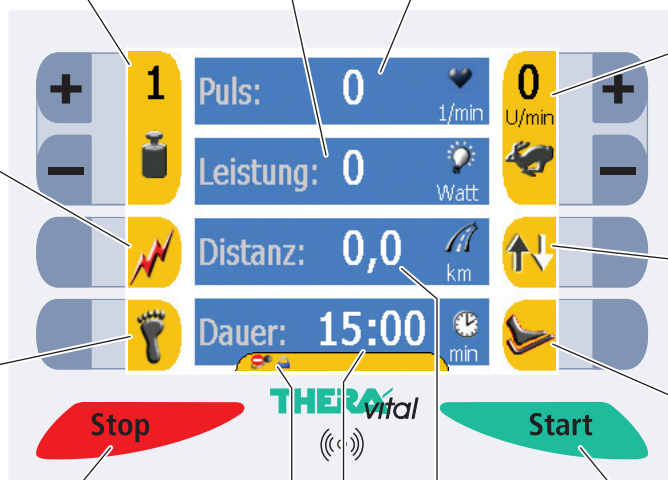 +
1
Puls: 0
1/min
0
U/min
+
−
Leistung: 0
Watt
−
Distanz: 0,0
km
Dauer: 15:00
min
THERA vital
Stop
Start